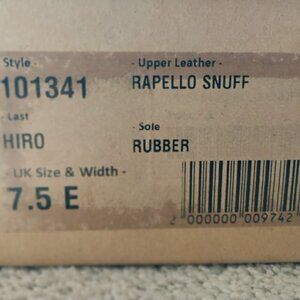 Style - - Upper Leather -
101341 RAPELLO SNUFF
- Last - Sole
HIRO RUBBER
- UK Size & Width -
7.5 E
2 000000 009742